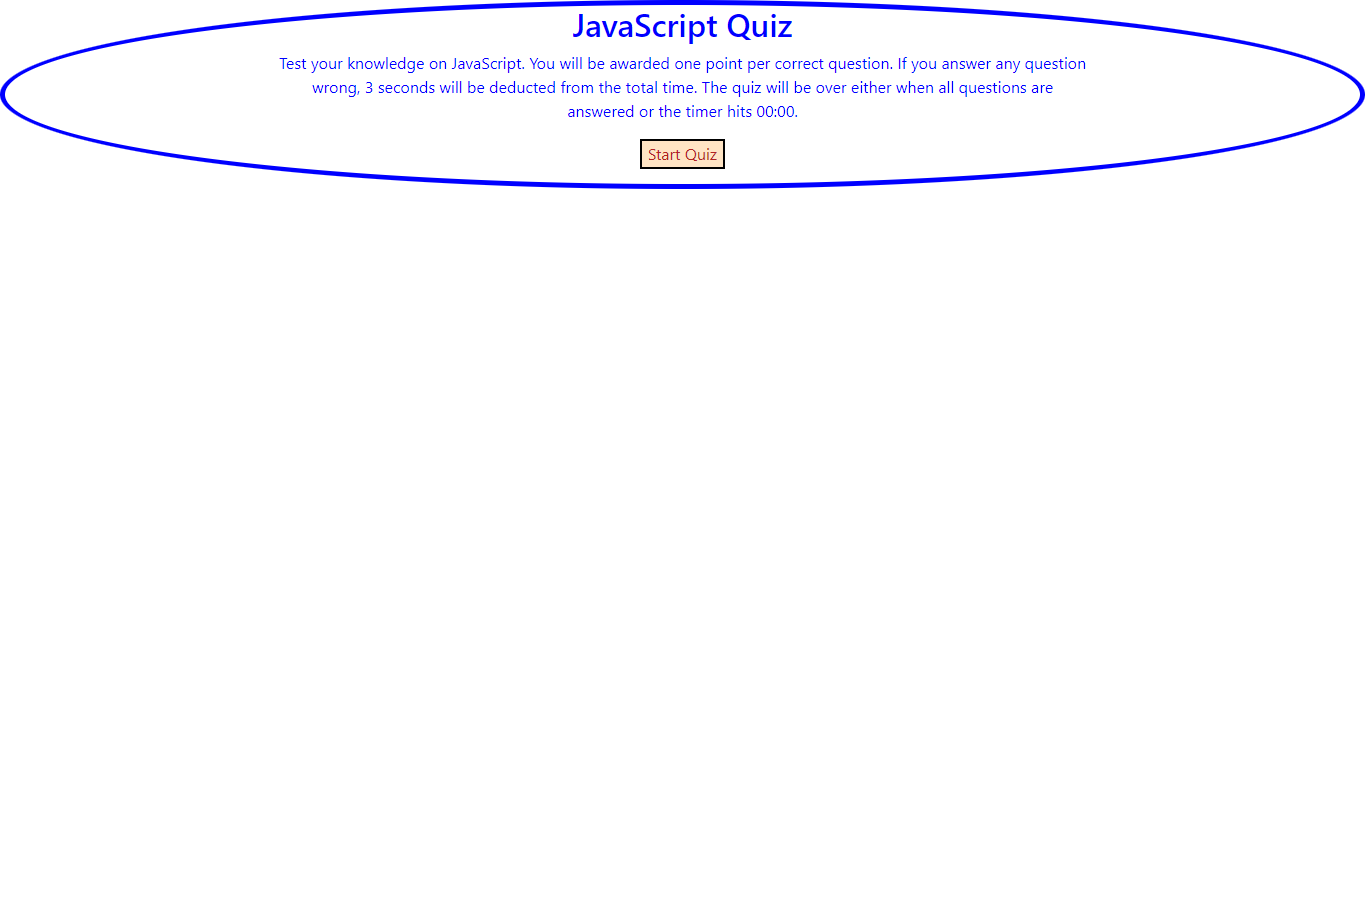 JavaScript Quiz
Test your knowledge on JavaScript. You will be awarded one point per correct question. If you answer any question
wrong, 3 seconds will be deducted from the total time. The quiz will be over either when all questions are
answered or the timer hits 00:00.
Start Quiz